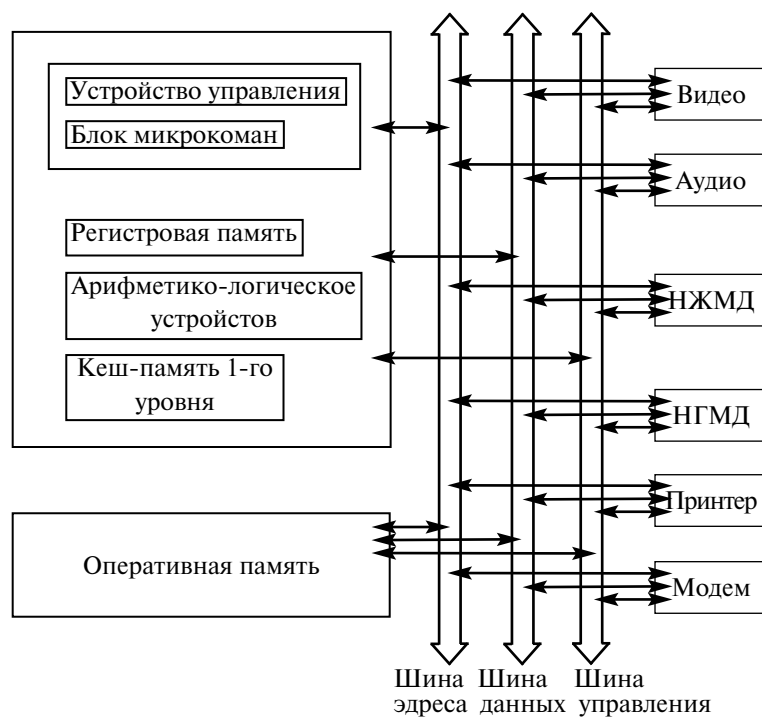 Устройство управления
Блок микрокоман
Регистровая память
Арифметико-логическое
устройстов
Кеш-память 1-го
уровня
Оперативная память
Видео
Аудио
НЖМД
НГМД
Принтер
Модем
Шина
эдреса
Шина
данных
Шина
управления